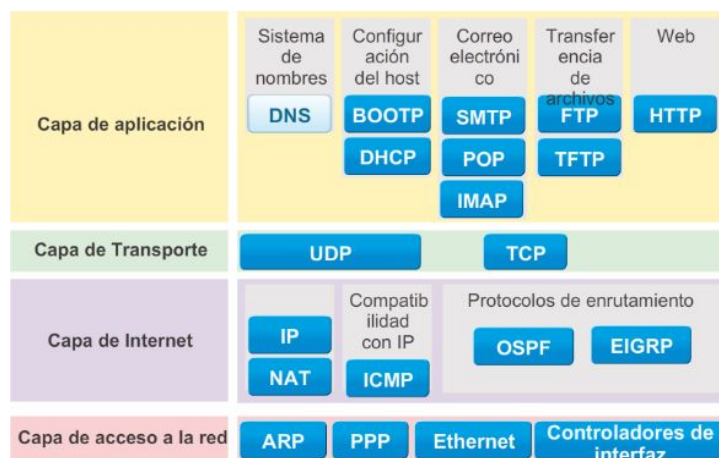 Sistema
de
nombres
Configur
ación
del host
Correo
electróni
co
Transfer
encia
de
archivos
Web
Capa de aplicación
DNS
BOOTP
SMTP
FTP
HTTP
DHCP
POP
TFTP
IMAP
Capa de Transporte
UDP
TCP
Capa de Internet
IP
NAT
Compatib
ilidad
con IP
ICMP
Protocolos de enrutamiento
OSPF
EIGRP
Capa de acceso a la red
ARP
PPP
Ethernet
Controladores de
interfaz